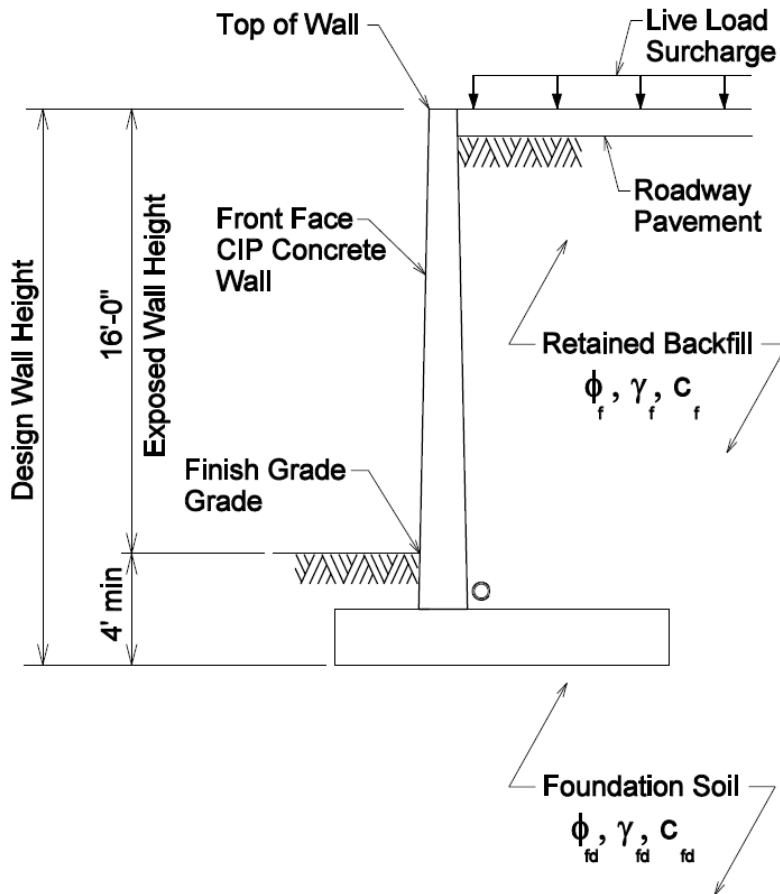 Top of Wall
Live Load
Surcharge
Roadway
Pavement
Front Face
CIP Concrete
Wall
Design Wall Height
16'-0"
Exposed Wall Height
Retained Backfill
ϕf , γf , cf
Finish Grade
Grade
4' min
Foundation Soil
ϕfd, γfd, cfd